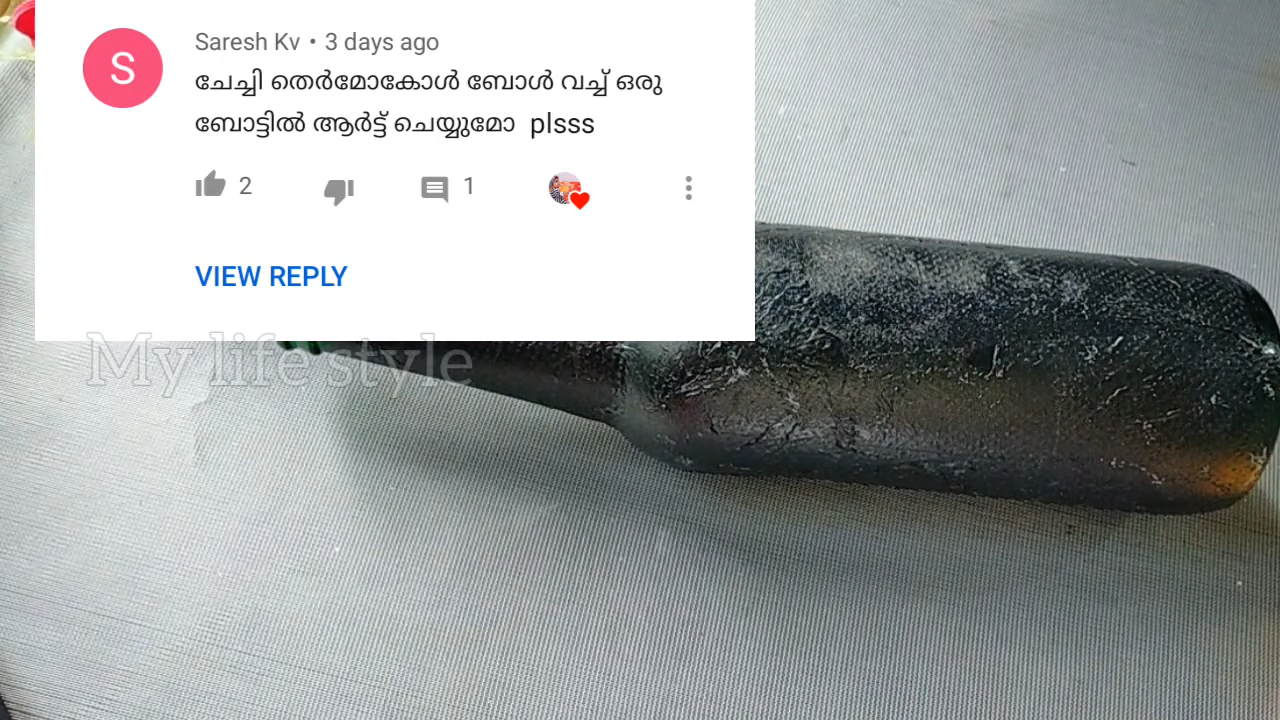 S
Saresh Kv • 3 days ago
ചേച്ചി തെർമോകോൾ ബോൾ വച്ച് ഒരു
ബോട്ടിൽ ആർട്ട് ചെയ്യുമോ plsss
2
1
VIEW REPLY
My life style